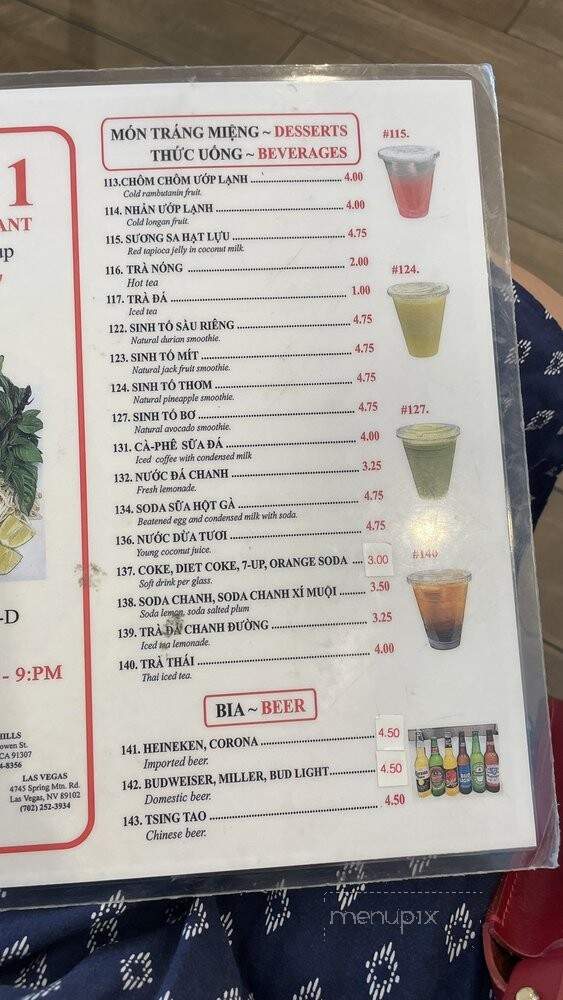 1
ANT
up
-D
- 9:PM
HILLS
owen St.
CA 91307
4-8356
LAS VEGAS
4745 Spring Mtn. Rd.
Las Vegas, NV 89102
(702) 252-3934
MÓN TRÁNG MIỆNG ~ DESSERTS
THỨC UỐNG ~ BEVERAGES
113.CHÔM CHÔM ƯỚP LẠNH 4.00
Cold rambutanin fruit.
114. NHÃN ƯỚP LẠNH 4.00
Cold longan fruit.
115. SƯƠNG SA HẠT LỰU 4.75
Red tapioca jelly in coconut milk.
116. TRÀ NÓNG 2.00
Hot tea
117. TRÀ ĐÁ 1.00
Iced tea
122. SINH TỐ SẦU RIÊNG 4.75
Natural durian smoothie.
123. SINH TỐ MÍT 4.75
Natural jack fruit smoothie.
124. SINH TỐ THƠM 4.75
Natural pineapple smoothie.
127. SINH TỐ BƠ 4.75
Natural avocado smoothie.
131. CÀ-PHÊ SỮA ĐÁ 4.00
Iced coffee with condensed milk
132. NƯỚC ĐÁ CHANH 3.25
Fresh lemonade.
134. SODA SỮA HỘT GÀ 4.75
Beatened egg and condensed milk with soda.
136. NƯỚC DỪA TƯƠI 4.75
Young coconut juice.
137. COKE, DIET COKE, 7-UP, ORANGE SODA 3.00
Soft drink per glass.
138. SODA CHANH, SODA CHANH XÍ MUỘI 3.50
Soda lemon, soda salted plum
139. TRÀ ĐÁ CHANH ĐƯỜNG 3.25
Iced tea lemonade.
140. TRÀ THÁI 4.00
Thai iced tea.
#115.
#124.
#127.
#140
BIA ~ BEER
141. HEINEKEN, CORONA 4.50
Imported beer.
142. BUDWEISER, MILLER, BUD LIGHT 4.50
Domestic beer.
143. TSING TAO 4.50
Chinese beer.
menupix